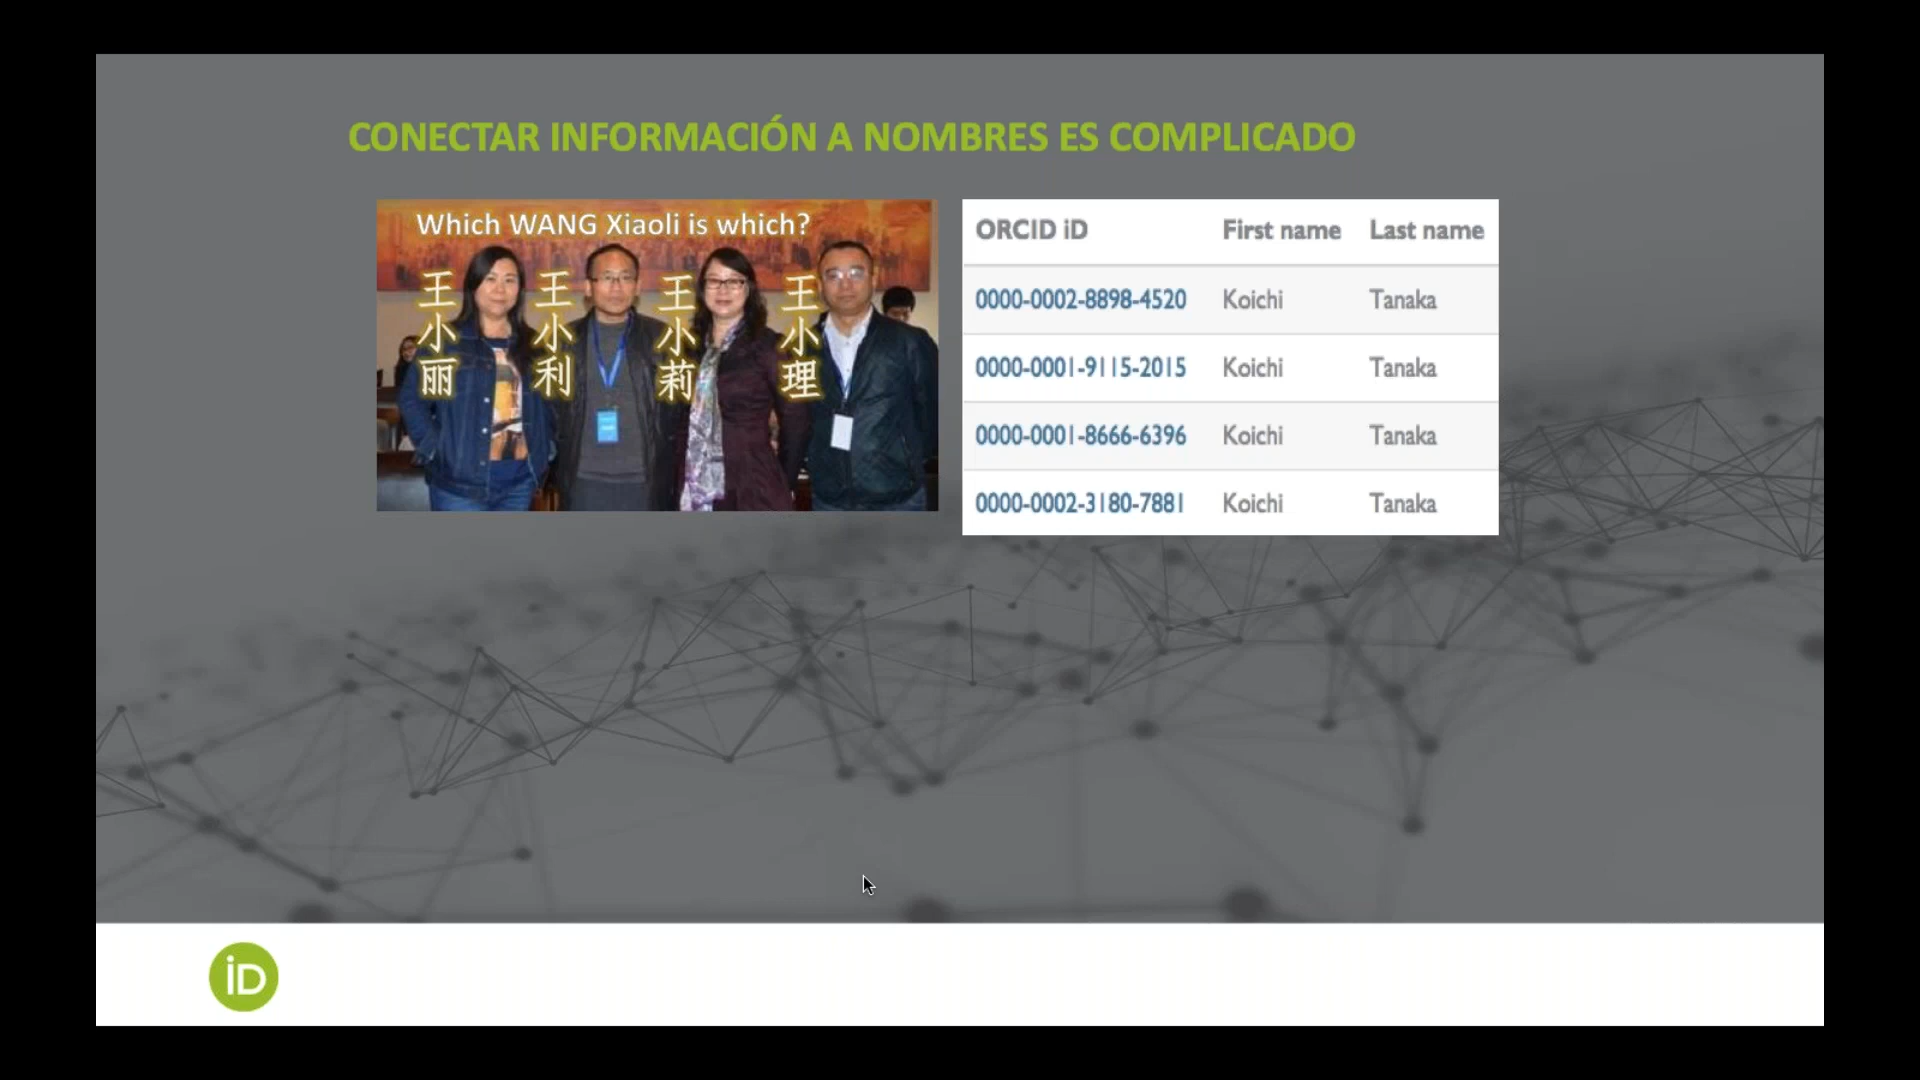 CONECTAR INFORMACIÓN A NOMBRES ES COMPLICADO
Which WANG Xiaoli is which?
王小丽
王小利
王小莉
王小理
ORCID iD First name Last name
0000-0002-8898-4520 Koichi Tanaka
0000-0001-9115-2015 Koichi Tanaka
0000-0001-8666-6396 Koichi Tanaka
0000-0002-3180-7881 Koichi Tanaka
iD